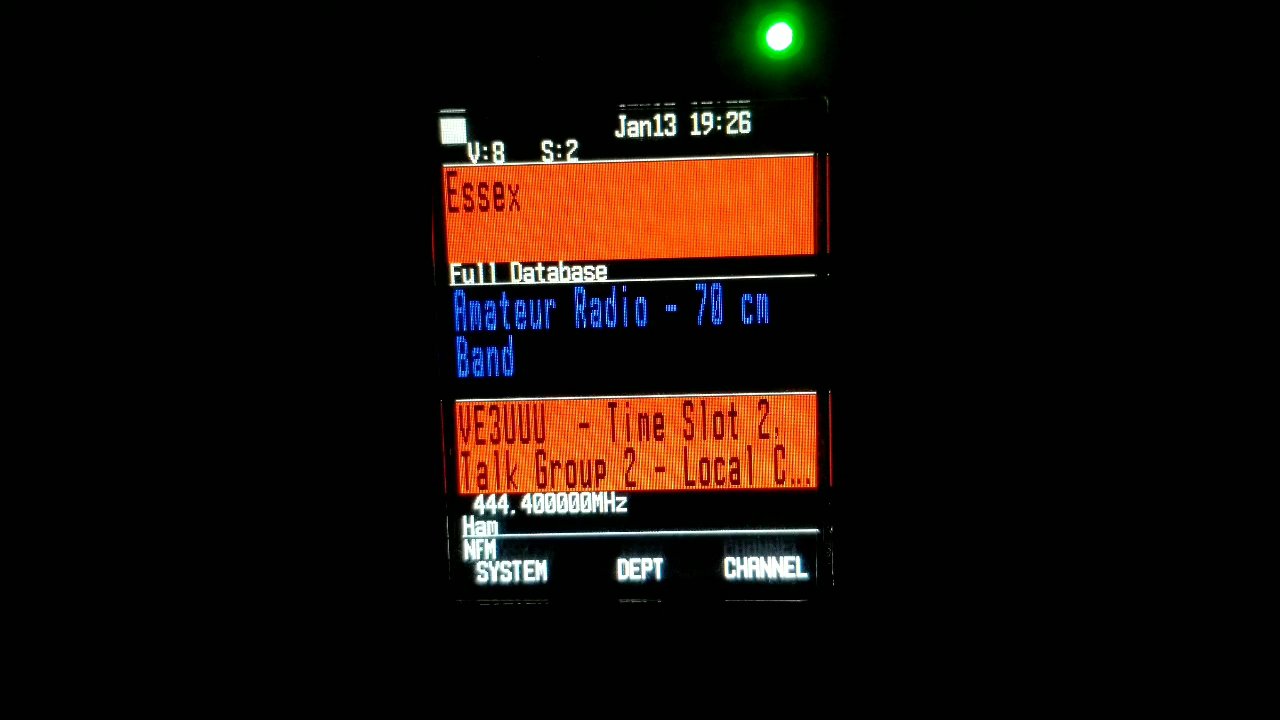 Jan13 19:26
V:8 S:2
Essex
Full Database
Amateur Radio - 70 cm
Band
VE3UUU - Time Slot 2,
Talk Group 2 - Local C...
444.400000MHz
Ham
NFM
SYSTEM DEPT CHANNEL